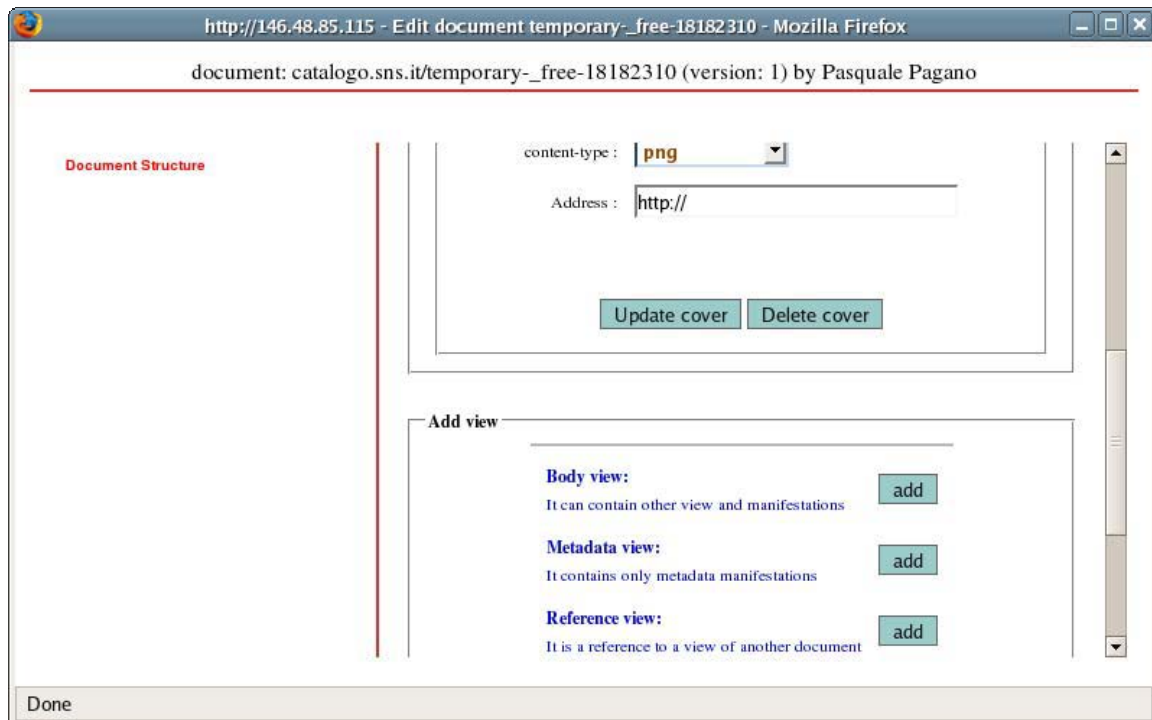 http://146.48.85.115 - Edit document temporary-_free-18182310 - Mozilla Firefox
document: catalogo.sns.it/temporary-_free-18182310 (version: 1) by Pasquale Pagano
Document Structure
content-type : png
Address : http://
Update cover Delete cover
Add view
Body view:
It can contain other view and manifestations
add
Metadata view:
It contains only metadata manifestations
add
Reference view:
It is a reference to a view of another document
add
Done